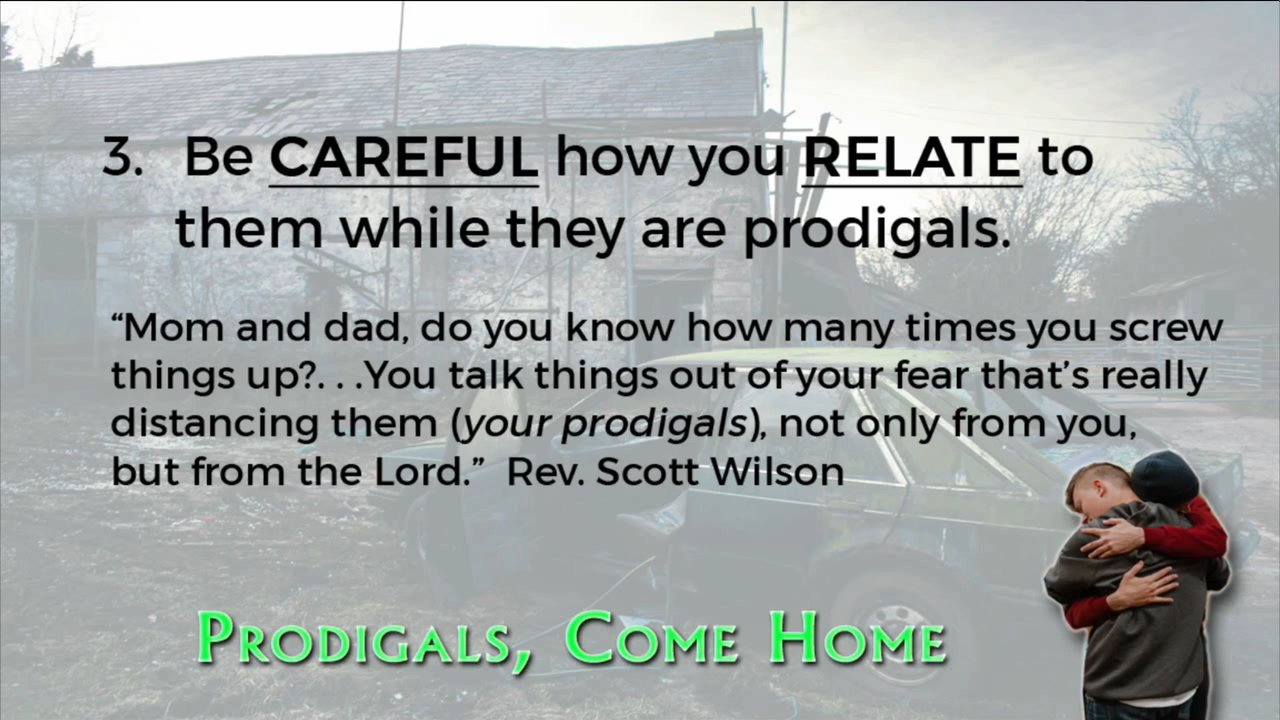 3. Be CAREFUL how you RELATE to
them while they are prodigals.
“Mom and dad, do you know how many times you screw
things up?. . .You talk things out of your fear that’s really
distancing them (your prodigals), not only from you,
but from the Lord.” Rev. Scott Wilson
Prodigals, Come Home